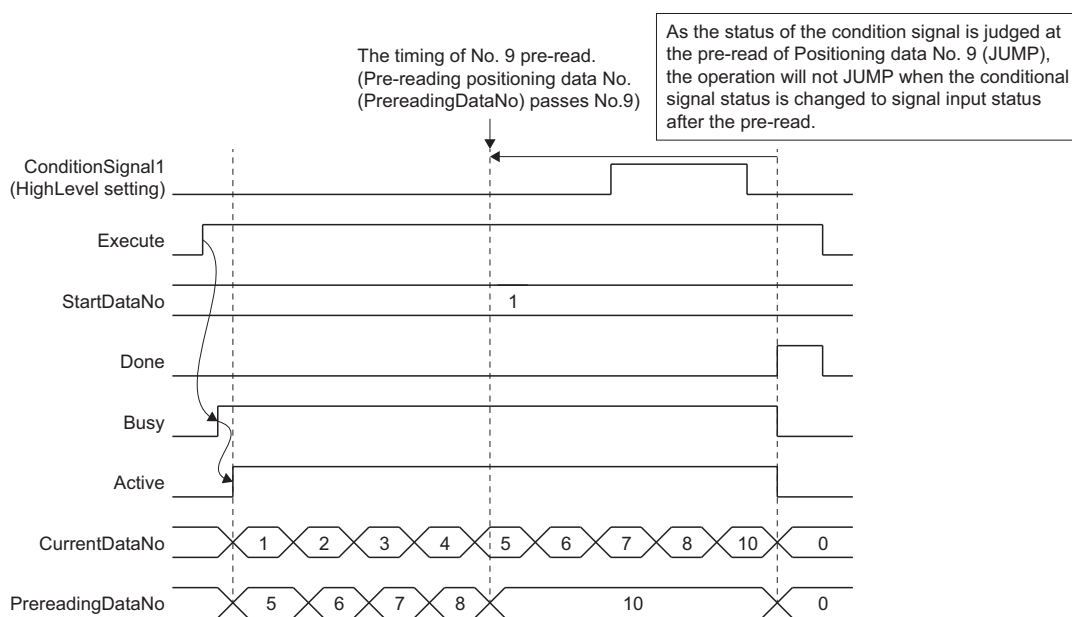 The timing of No. 9 pre-read.
(Pre-reading positioning data No.
(PrereadingDataNo) passes No.9)
As the status of the condition signal is judged at
the pre-read of Positioning data No. 9 (JUMP),
the operation will not JUMP when the conditional
signal status is changed to signal input status
after the pre-read.
ConditionSignal1
(HighLevel setting)
Execute
StartDataNo 1
Done
Busy
Active
CurrentDataNo 1 2 3 4 5 6 7 8 10 0
PrereadingDataNo 5 6 7 8 10 0